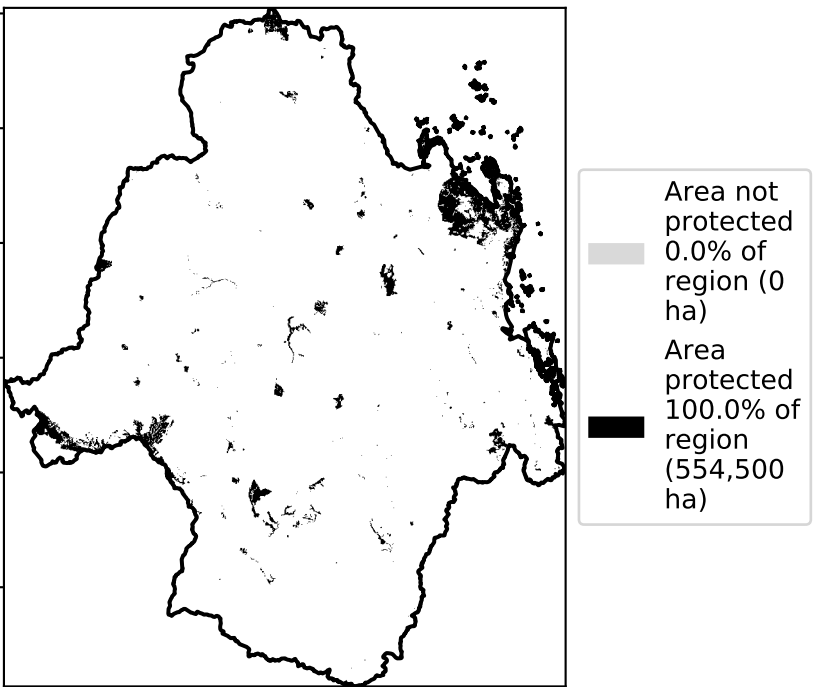 Area not
protected
0.0% of
region (0
ha)
Area
protected
100.0% of
region
(554,500
ha)